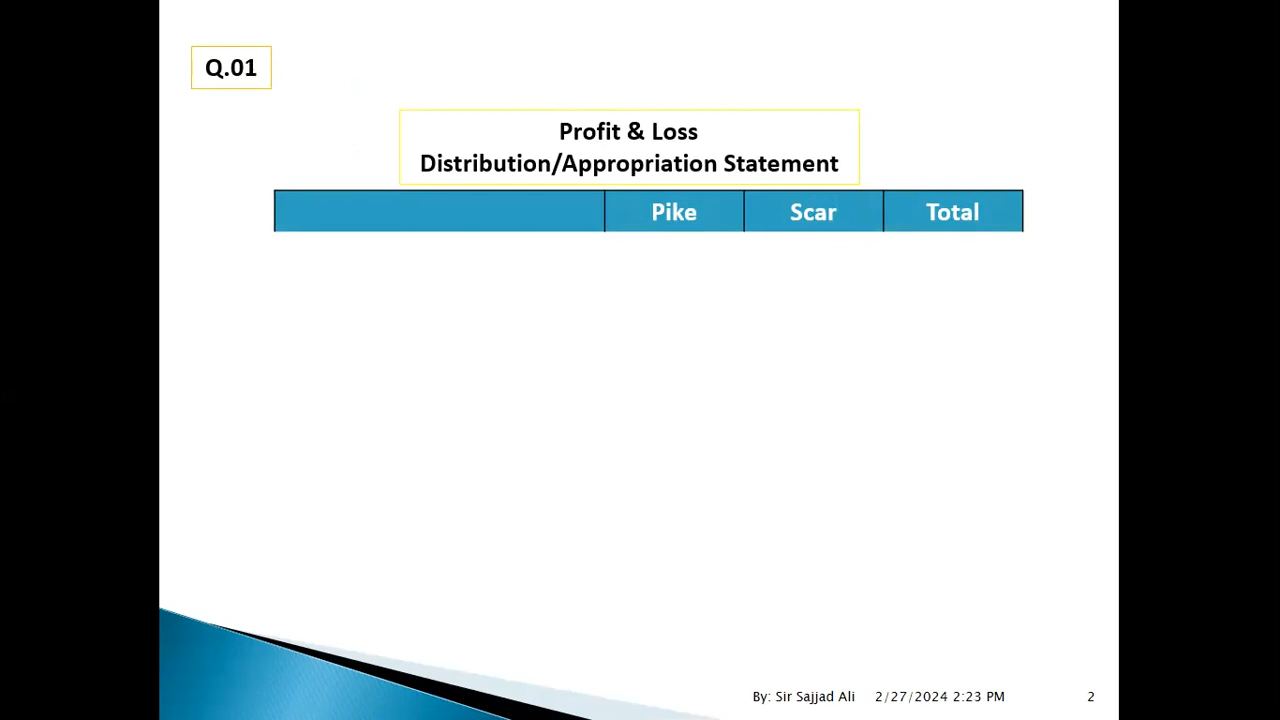 Q.01
Profit & Loss
Distribution/Appropriation Statement
Pike Scar Total
By: Sir Sajjad Ali 2/27/2024 2:23 PM 2